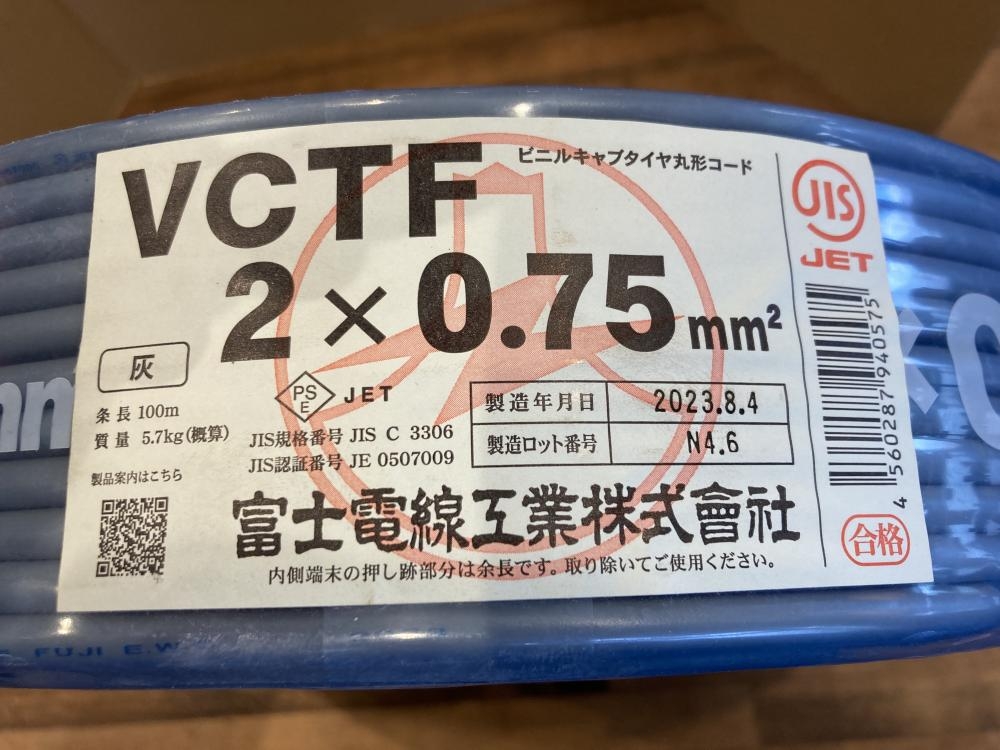 VCTF
ビニルキャブタイヤ丸形コード
2×0.75mm²
JIS
JET
灰
条長 100m
質量 5.7kg(概算)
製品案内はこちら
PS
E
JET
JIS規格番号 JIS C 3306
JIS認証番号 JE 0507009
製造年月日 2023.8.4
製造ロット番号 N4.6
富士電線工業株式會社
内側端末の押し跡部分は余長です。取り除いてご使用ください。
4 560287 940575
合格
FUJI E.W